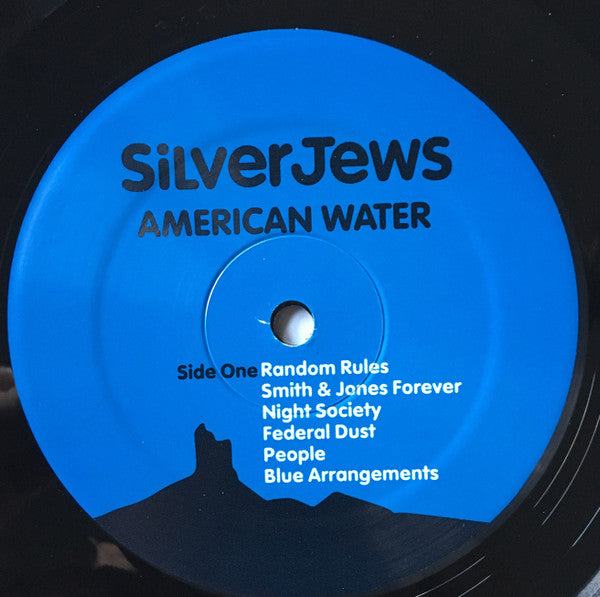 SiLverJews
AMERICAN WATER
Side One Random Rules
Smith & Jones Forever
Night Society
Federal Dust
People
Blue Arrangements